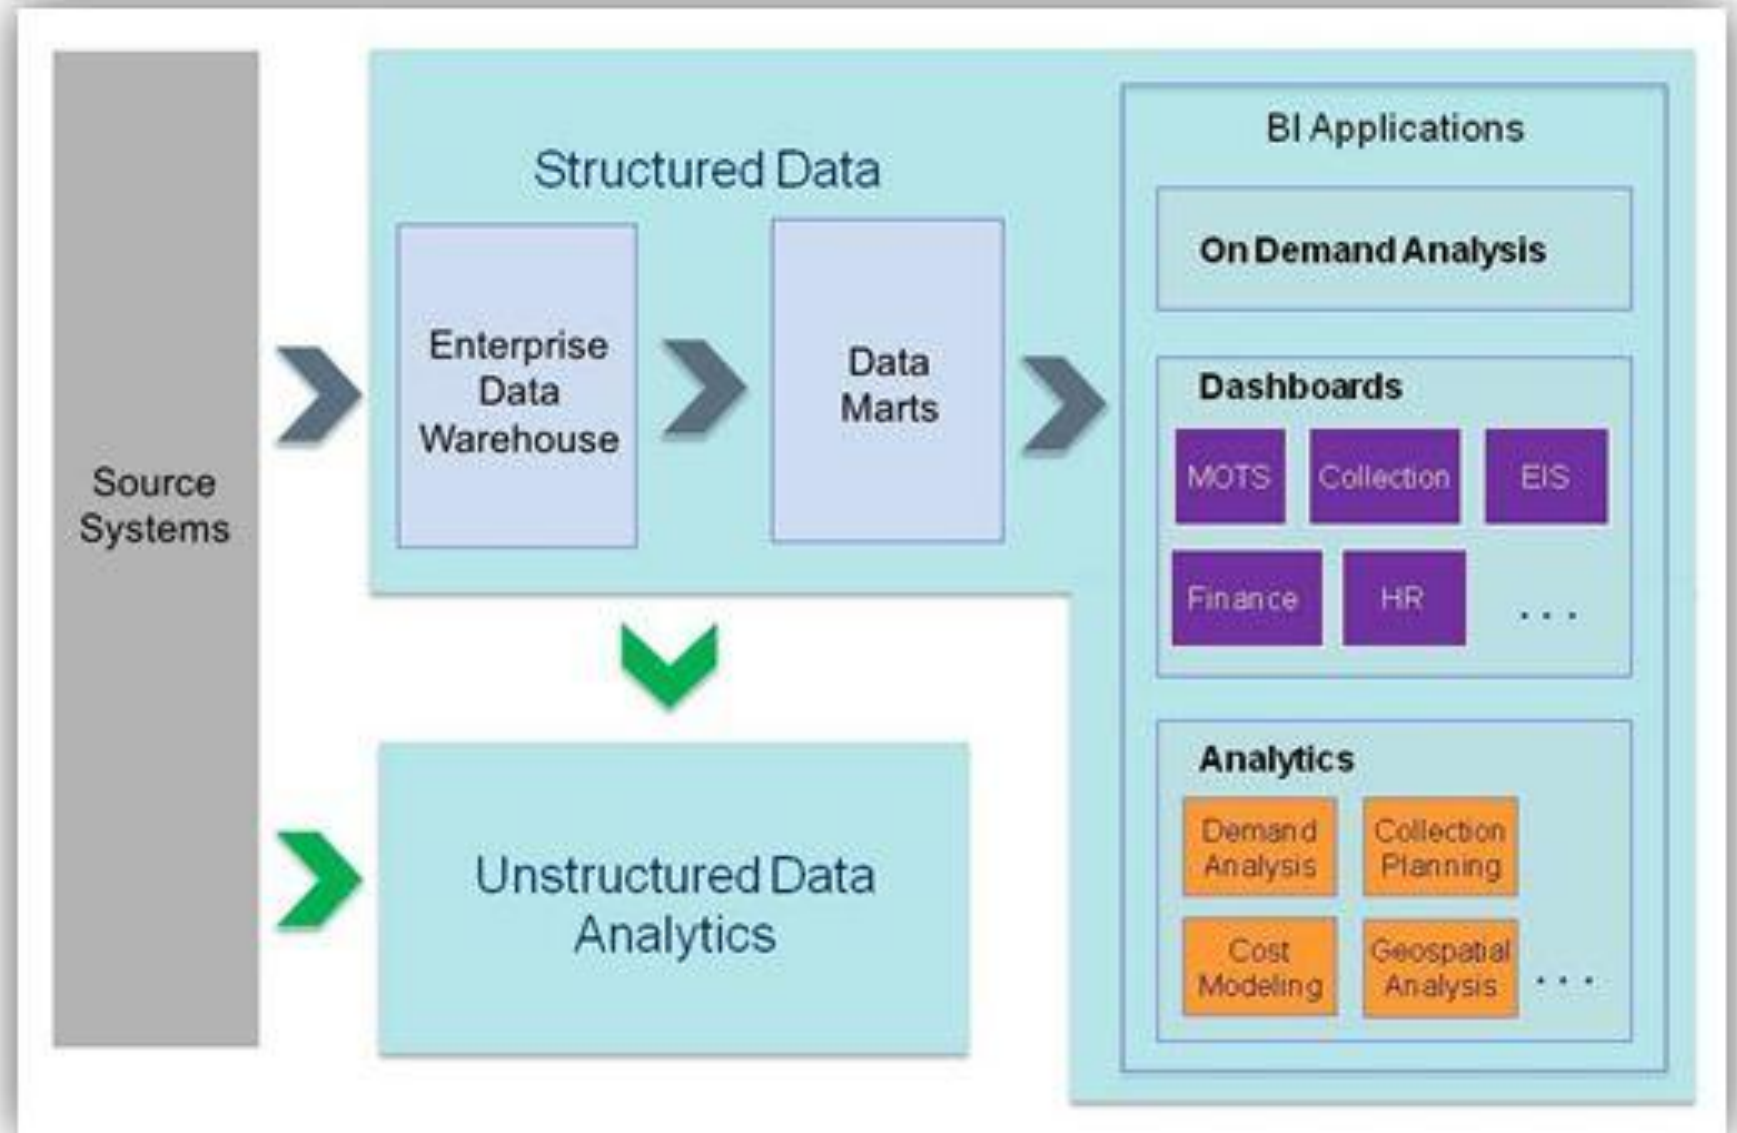 Source
Systems
Structured Data
Enterprise
Data
Warehouse
Data
Marts
BI Applications
On Demand Analysis
Dashboards
MOTS
Collection
EIS
Finance
HR
...
Analytics
Demand
Analysis
Collection
Planning
Cost
Modeling
Geospatial
Analysis
...
Unstructured Data
Analytics